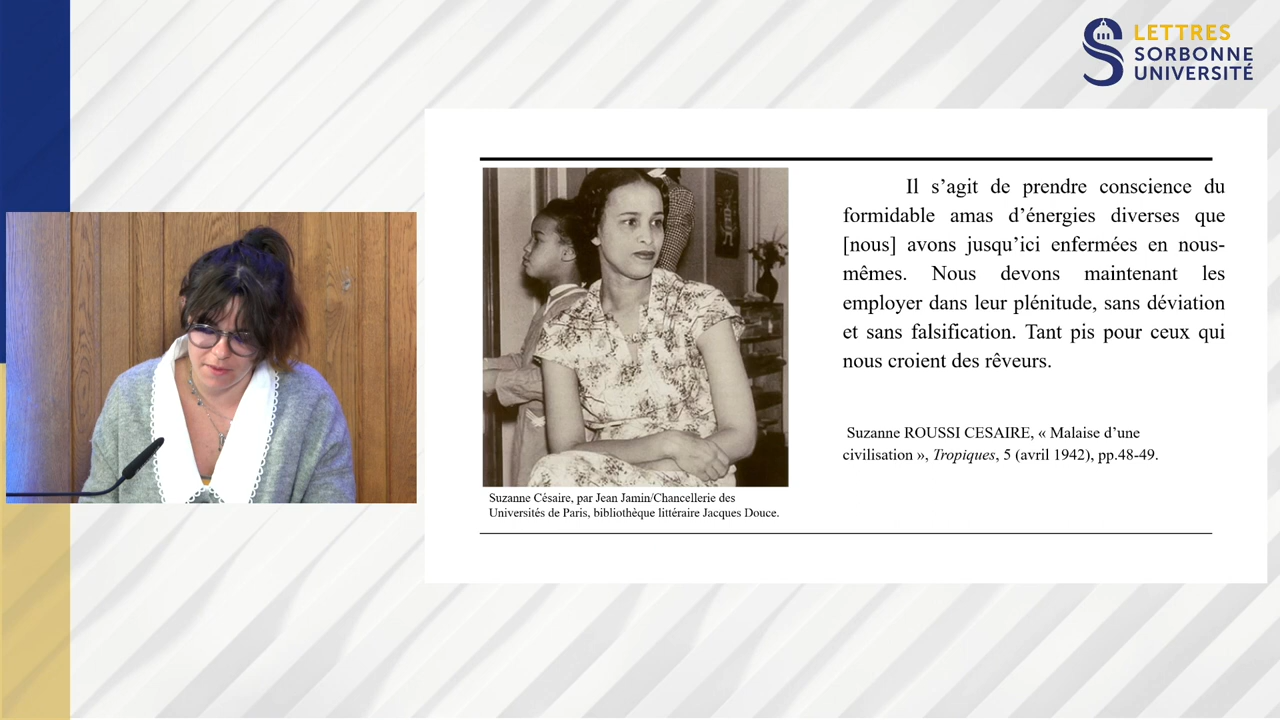 LETTRES
SORBONNE
UNIVERSITÉ
Il s’agit de prendre conscience du
formidable amas d’énergies diverses que
[nous] avons jusqu’ici enfermées en nous-
mêmes. Nous devons maintenant les
employer dans leur plénitude, sans déviation
et sans falsification. Tant pis pour ceux qui
nous croient des rêveurs.
Suzanne ROUSSI CESAIRE, « Malaise d’une
civilisation », Tropiques, 5 (avril 1942), pp.48-49.
Suzanne Césaire, par Jean Jamin/Chancellerie des
Universités de Paris, bibliothèque littéraire Jacques Douce.